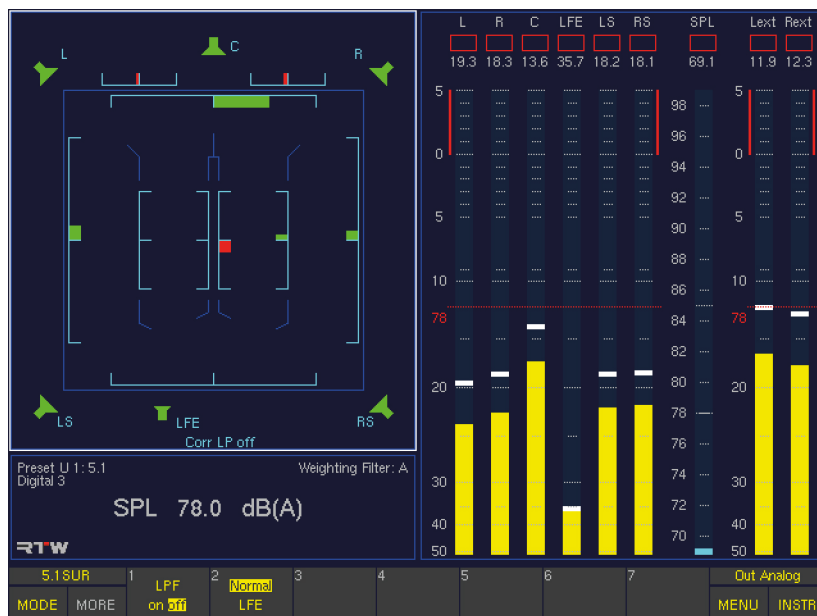 L R C LFE LS RS SPL Lext Rext
19.3 18.3 13.6 35.7 18.2 18.1 69.1 11.9 12.3
L C R
5 98 5
96
0 94 0
92
5 90 5
88
10 86 10
78 84 78
82
20 80 20
78
76
30 74 30
72
40 70 40
50 50
LS LFE RS
Corr LP off
Preset U 1: 5.1 Weighting Filter: A
Digital 3
SPL 78.0 dB(A)
RTW
5.1SUR 1 2 3 4 5 6 7 Out Analog
LPF Normal
MODE MORE on off LFE MENU INSTR